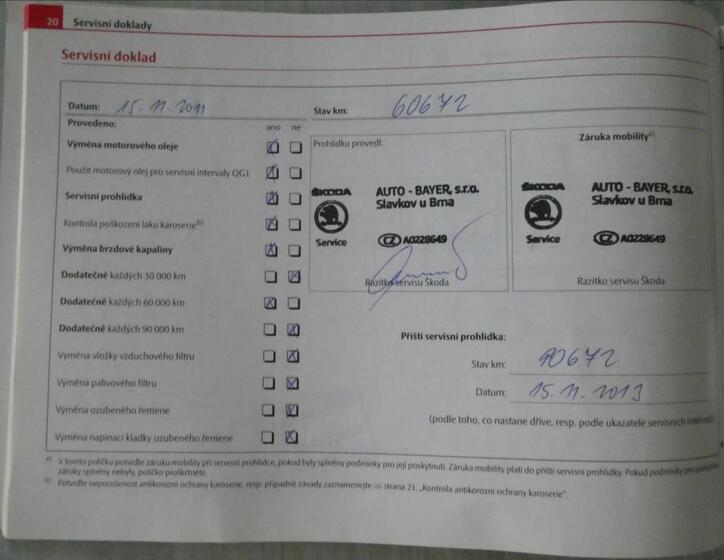 20 Servisní doklady
Servisní doklad
Datum: 15. 11. 2011 Stav km: 60672
Provedeno: ano ne
Výměna motorového oleje
Použit motorový olej pro servisní intervaly QG1
Servisní prohlídka
Kontrola poškození laku karoserie b)
Výměna brzdové kapaliny
Dodatečné každých 30 000 km
Dodatečné každých 60 000 km
Dodatečné každých 90 000 km
Výměna vložky vzduchového filtru
Výměna palivového filtru
Výměna ozubeného řemene
Výměna napínací kladky ozubeného řemene
Prohlídku provedl:
ŠKODA AUTO - BAYER, s.r.o.
Slavkov u Brna
Service CZ A0228649
Razítko servisu Škoda
Záruka mobility a)
ŠKODA AUTO - BAYER, s.r.o.
Slavkov u Brna
Service CZ A0228649
Razítko servisu Škoda
Příští servisní prohlídka:
Stav km: 90672
Datum: 15. 11. 2013
(podle toho, co nastane dříve, resp. podle ukazatele servisních
a) V tomto políčku potvrďte záruku mobility při servisní prohlídce, pokud byly splněny podmínky pro její poskytnutí. Záruka mobility platí do příští servisní prohlídky. Pokud podmínky pro
záruky splněny nebyly, políčko proškrtněte.
b) Potvrďte neporušenost antikorozní ochrany karoserie, resp. případné závady zaznamenejte ⇒ strana 21, „Kontrola antikorozní ochrany karoserie".